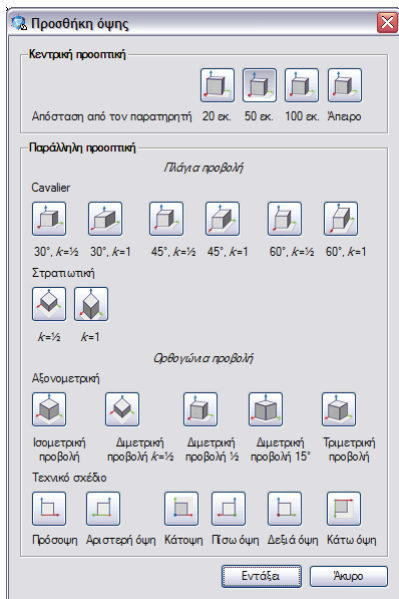 Προσθήκη όψης
Κεντρική προοπτική
Απόσταση από τον παρατηρητή 20 εκ. 50 εκ. 100 εκ. Άπειρο
Παράλληλη προοπτική
Πλάγια προβολή
Cavalier
30°, k=½ 30°, k=1 45°, k=½ 45°, k=1 60°, k=½ 60°, k=1
Στρατιωτική
k=½ k=1
Ορθογώνια προβολή
Αξονομετρική
Ισομετρική Διμετρική Διμετρική Διμετρική Τριμετρική
προβολή προβολή k=½ προβολή ½ προβολή 15° προβολή
Τεχνικό σχέδιο
Πρόσοψη Αριστερή όψη Κάτοψη Πίσω όψη Δεξιά όψη Κάτω όψη
Εντάξει Άκυρο